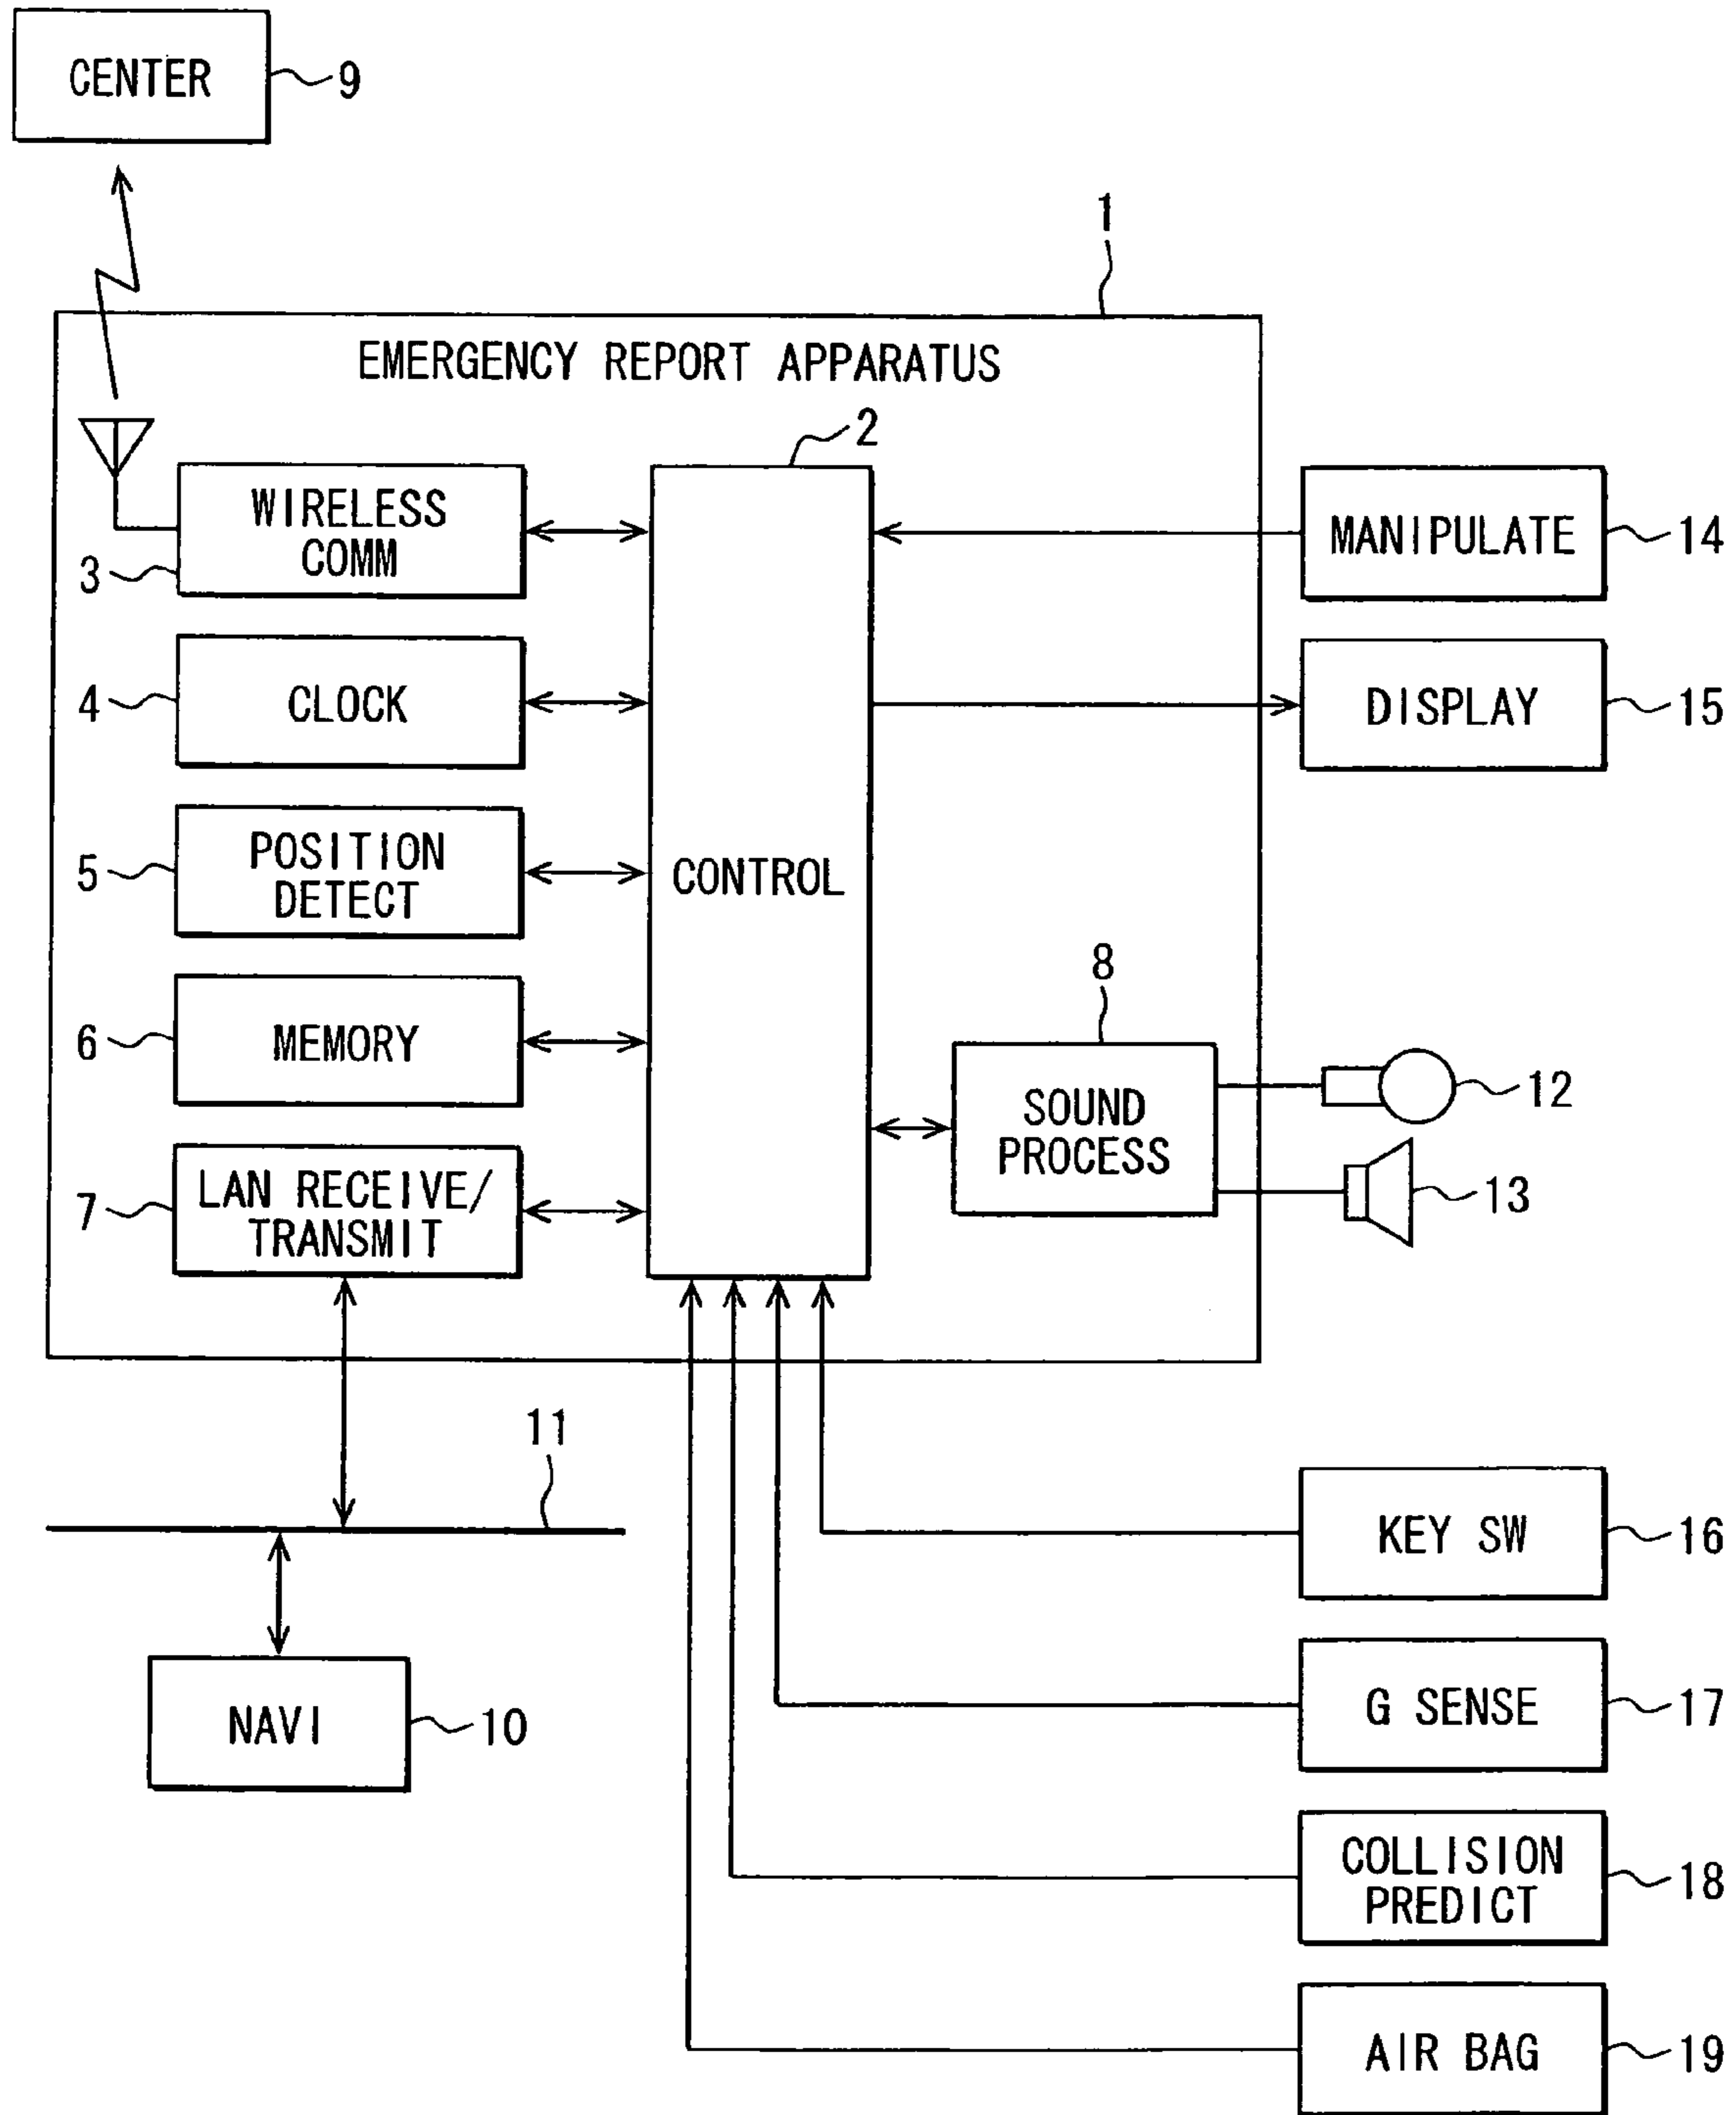 CENTER
9
1
EMERGENCY REPORT APPARATUS
2
WIRELESS
COMM
3
MANIPULATE
14
CLOCK
4
DISPLAY
15
POSITION
DETECT
5
CONTROL
MEMORY
6
8
SOUND
PROCESS
12
13
LAN RECEIVE/
TRANSMIT
7
11
NAVI
10
KEY SW
16
G SENSE
17
COLLISION
PREDICT
18
AIR BAG
19